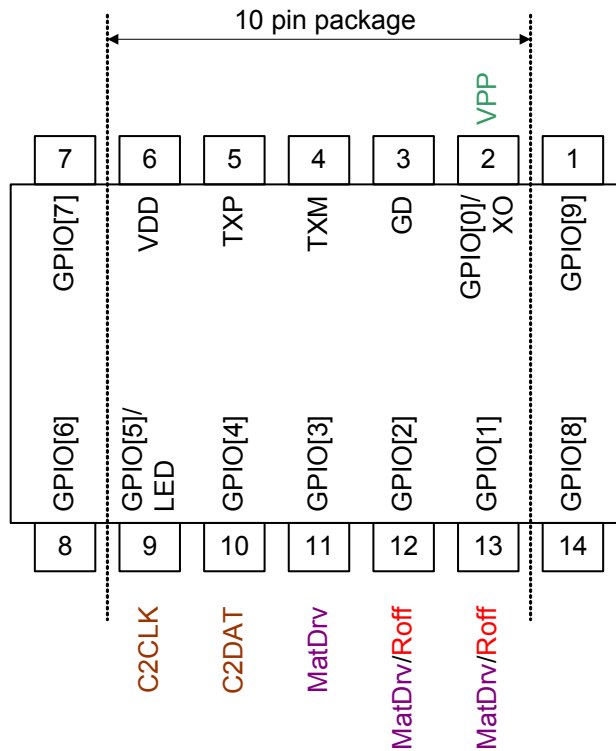 10 pin package
VPP
7
6
5
4
3
2
1
GPIO[7]
VDD
TXP
TXM
GD
GPIO[0]/
XO
GPIO[9]
GPIO[6]
GPIO[5]/
LED
GPIO[4]
GPIO[3]
GPIO[2]
GPIO[1]
GPIO[8]
8
9
10
11
12
13
14
C2CLK
C2DAT
MatDrv
MatDrv/Roff
MatDrv/Roff